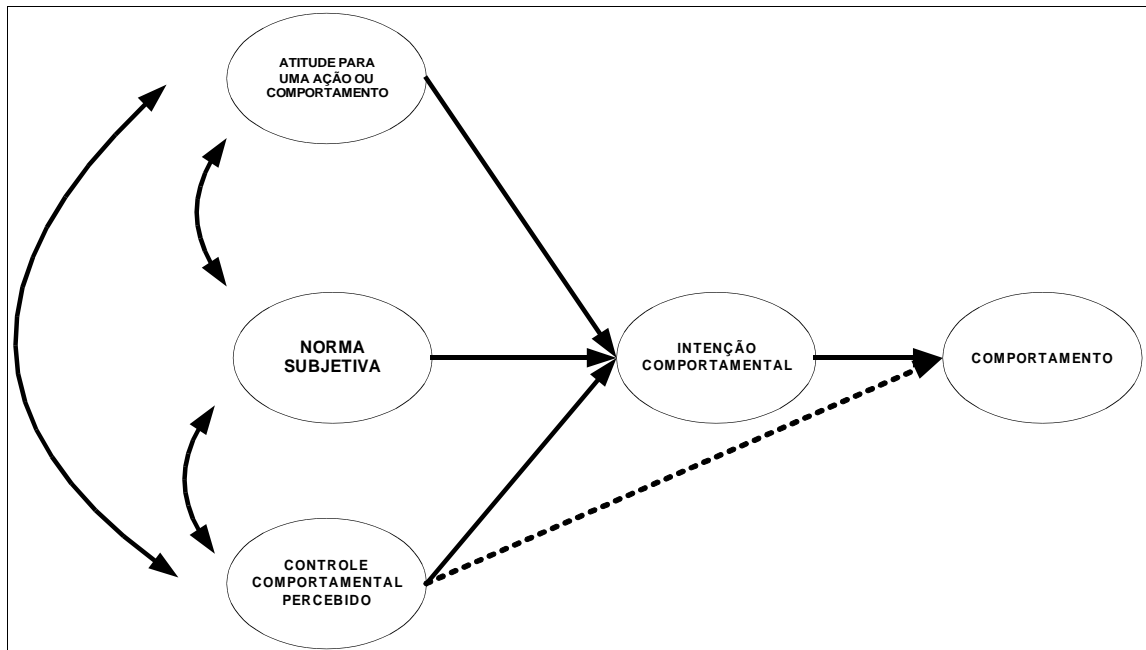 ATITUDE PARA
UMA AÇÃO OU
COMPORTAMENTO
NORMA
SUBJETIVA
INTENÇÃO
COMPORTAMENTAL
COMPORTAMENTO
CONTROLE
COMPORTAMENTAL
PERCEBIDO